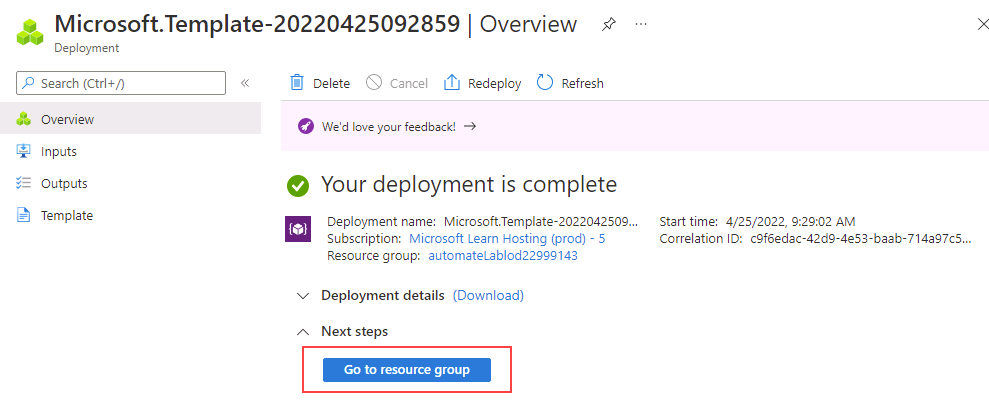 Microsoft.Template-20220425092859 | Overview
Deployment
Search (Ctrl+/)
Overview
Inputs
Outputs
Template
Delete
Cancel
Redeploy
Refresh
We'd love your feedback!
Your deployment is complete
Deployment name: Microsoft.Template-2022042509...
Subscription: Microsoft Learn Hosting (prod) - 5
Resource group: automateLablod22999143
Start time: 4/25/2022, 9:29:02 AM
Correlation ID: c9f6edac-42d9-4e53-baab-714a97c5...
Deployment details (Download)
Next steps
Go to resource group